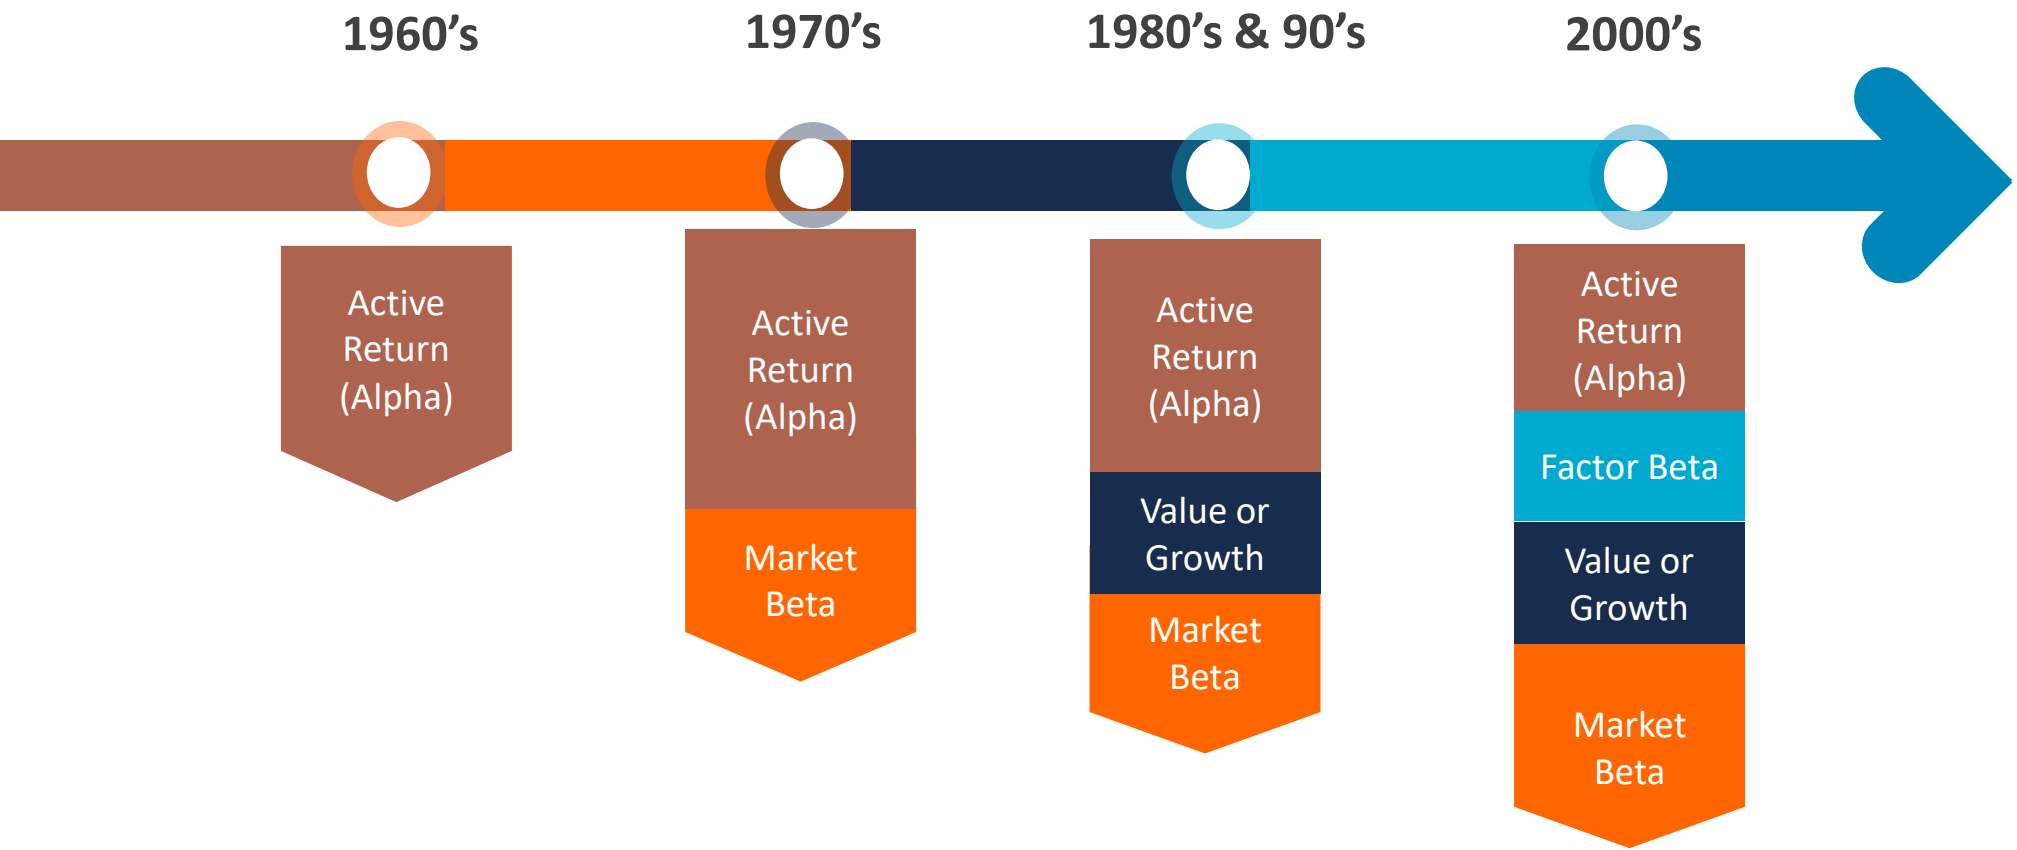 1960’s
1970’s
1980’s & 90’s
2000’s
Active
Return
(Alpha)
Active
Return
(Alpha)
Market
Beta
Active
Return
(Alpha)
Value or
Growth
Market
Beta
Active
Return
(Alpha)
Factor Beta
Value or
Growth
Market
Beta